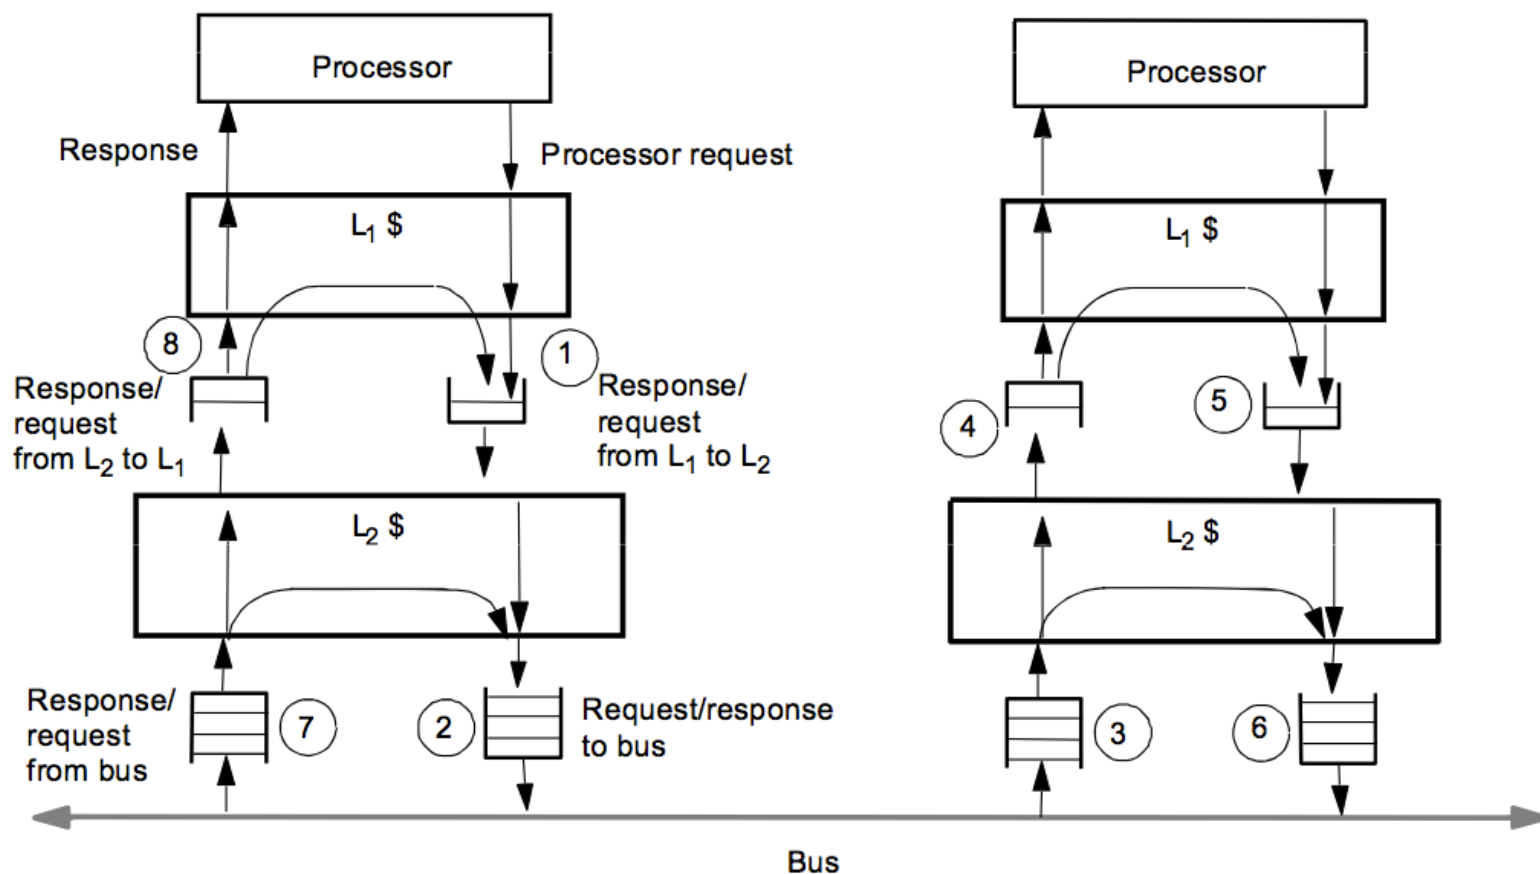 Processor
Processor
Response
Processor request
L1 $
L1 $
8
1
Response/
request
from L2 to L1
Response/
request
from L1 to L2
4
5
L2 $
L2 $
Response/
request
from bus
7
2
Request/response
to bus
3
6
Bus